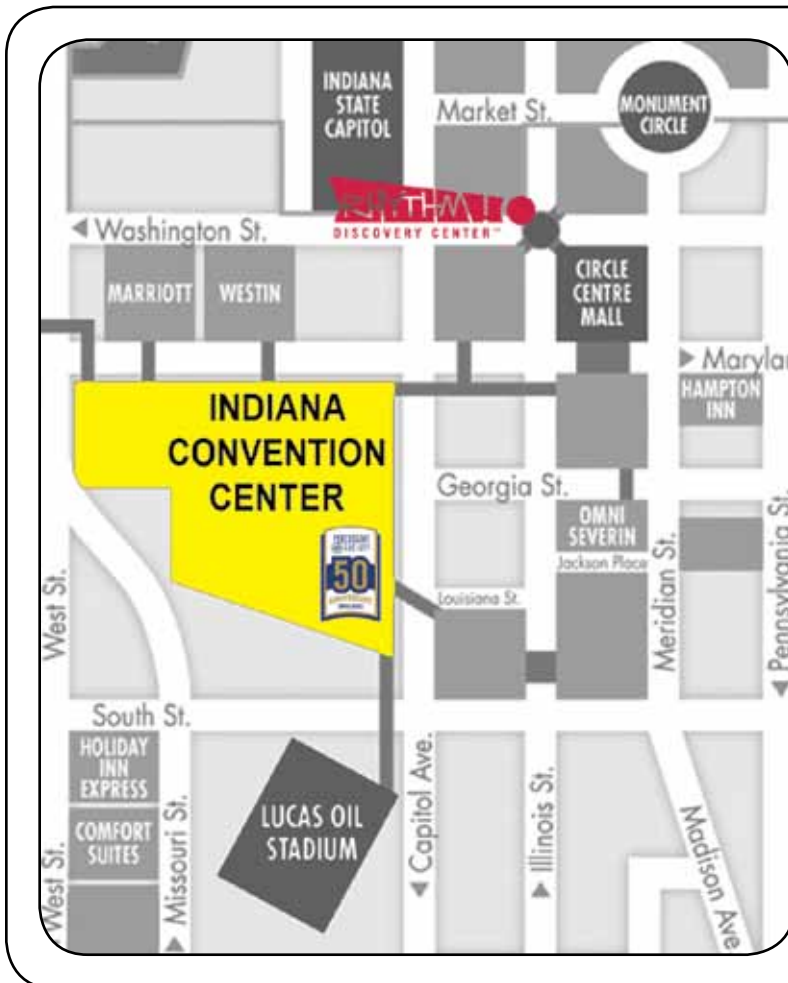 INDIANA
STATE
CAPITOL
Market St.
MONUMENT
CIRCLE
RHYTHM!
DISCOVERY CENTER™
Washington St.
MARRIOTT
WESTIN
CIRCLE
CENTRE
MALL
Marylan
HAMPTON
INN
INDIANA
CONVENTION
CENTER
Georgia St.
OMNI
SEVERIN
Jackson Place
50
Louisiana St.
West St.
Meridian St.
Pennsylvania St.
South St.
HOLIDAY
INN
EXPRESS
COMFORT
SUITES
LUCAS OIL
STADIUM
West St.
Missouri St.
Capitol Ave.
Illinois St.
Madison Ave.